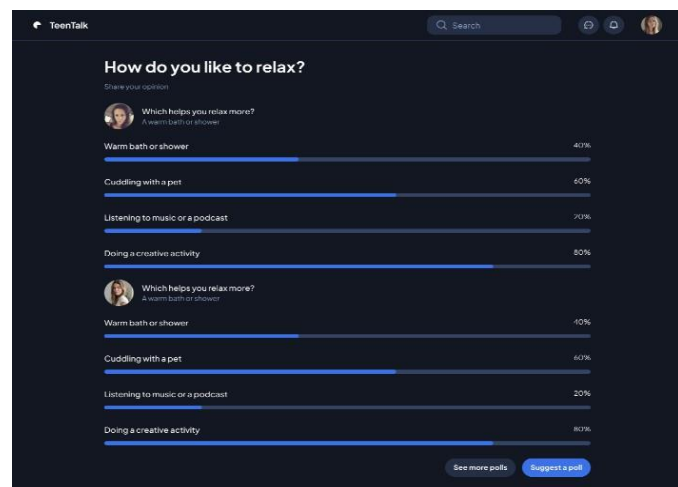 TeenTalk
Search
How do you like to relax?
Share your opinion
Which helps you relax more?
A warm bath or shower
Warm bath or shower 40%
Cuddling with a pet 60%
Listening to music or a podcast 20%
Doing a creative activity 80%
Which helps you relax more?
A warm bath or shower
Warm bath or shower 40%
Cuddling with a pet 60%
Listening to music or a podcast 20%
Doing a creative activity 80%
See more polls Suggest a poll